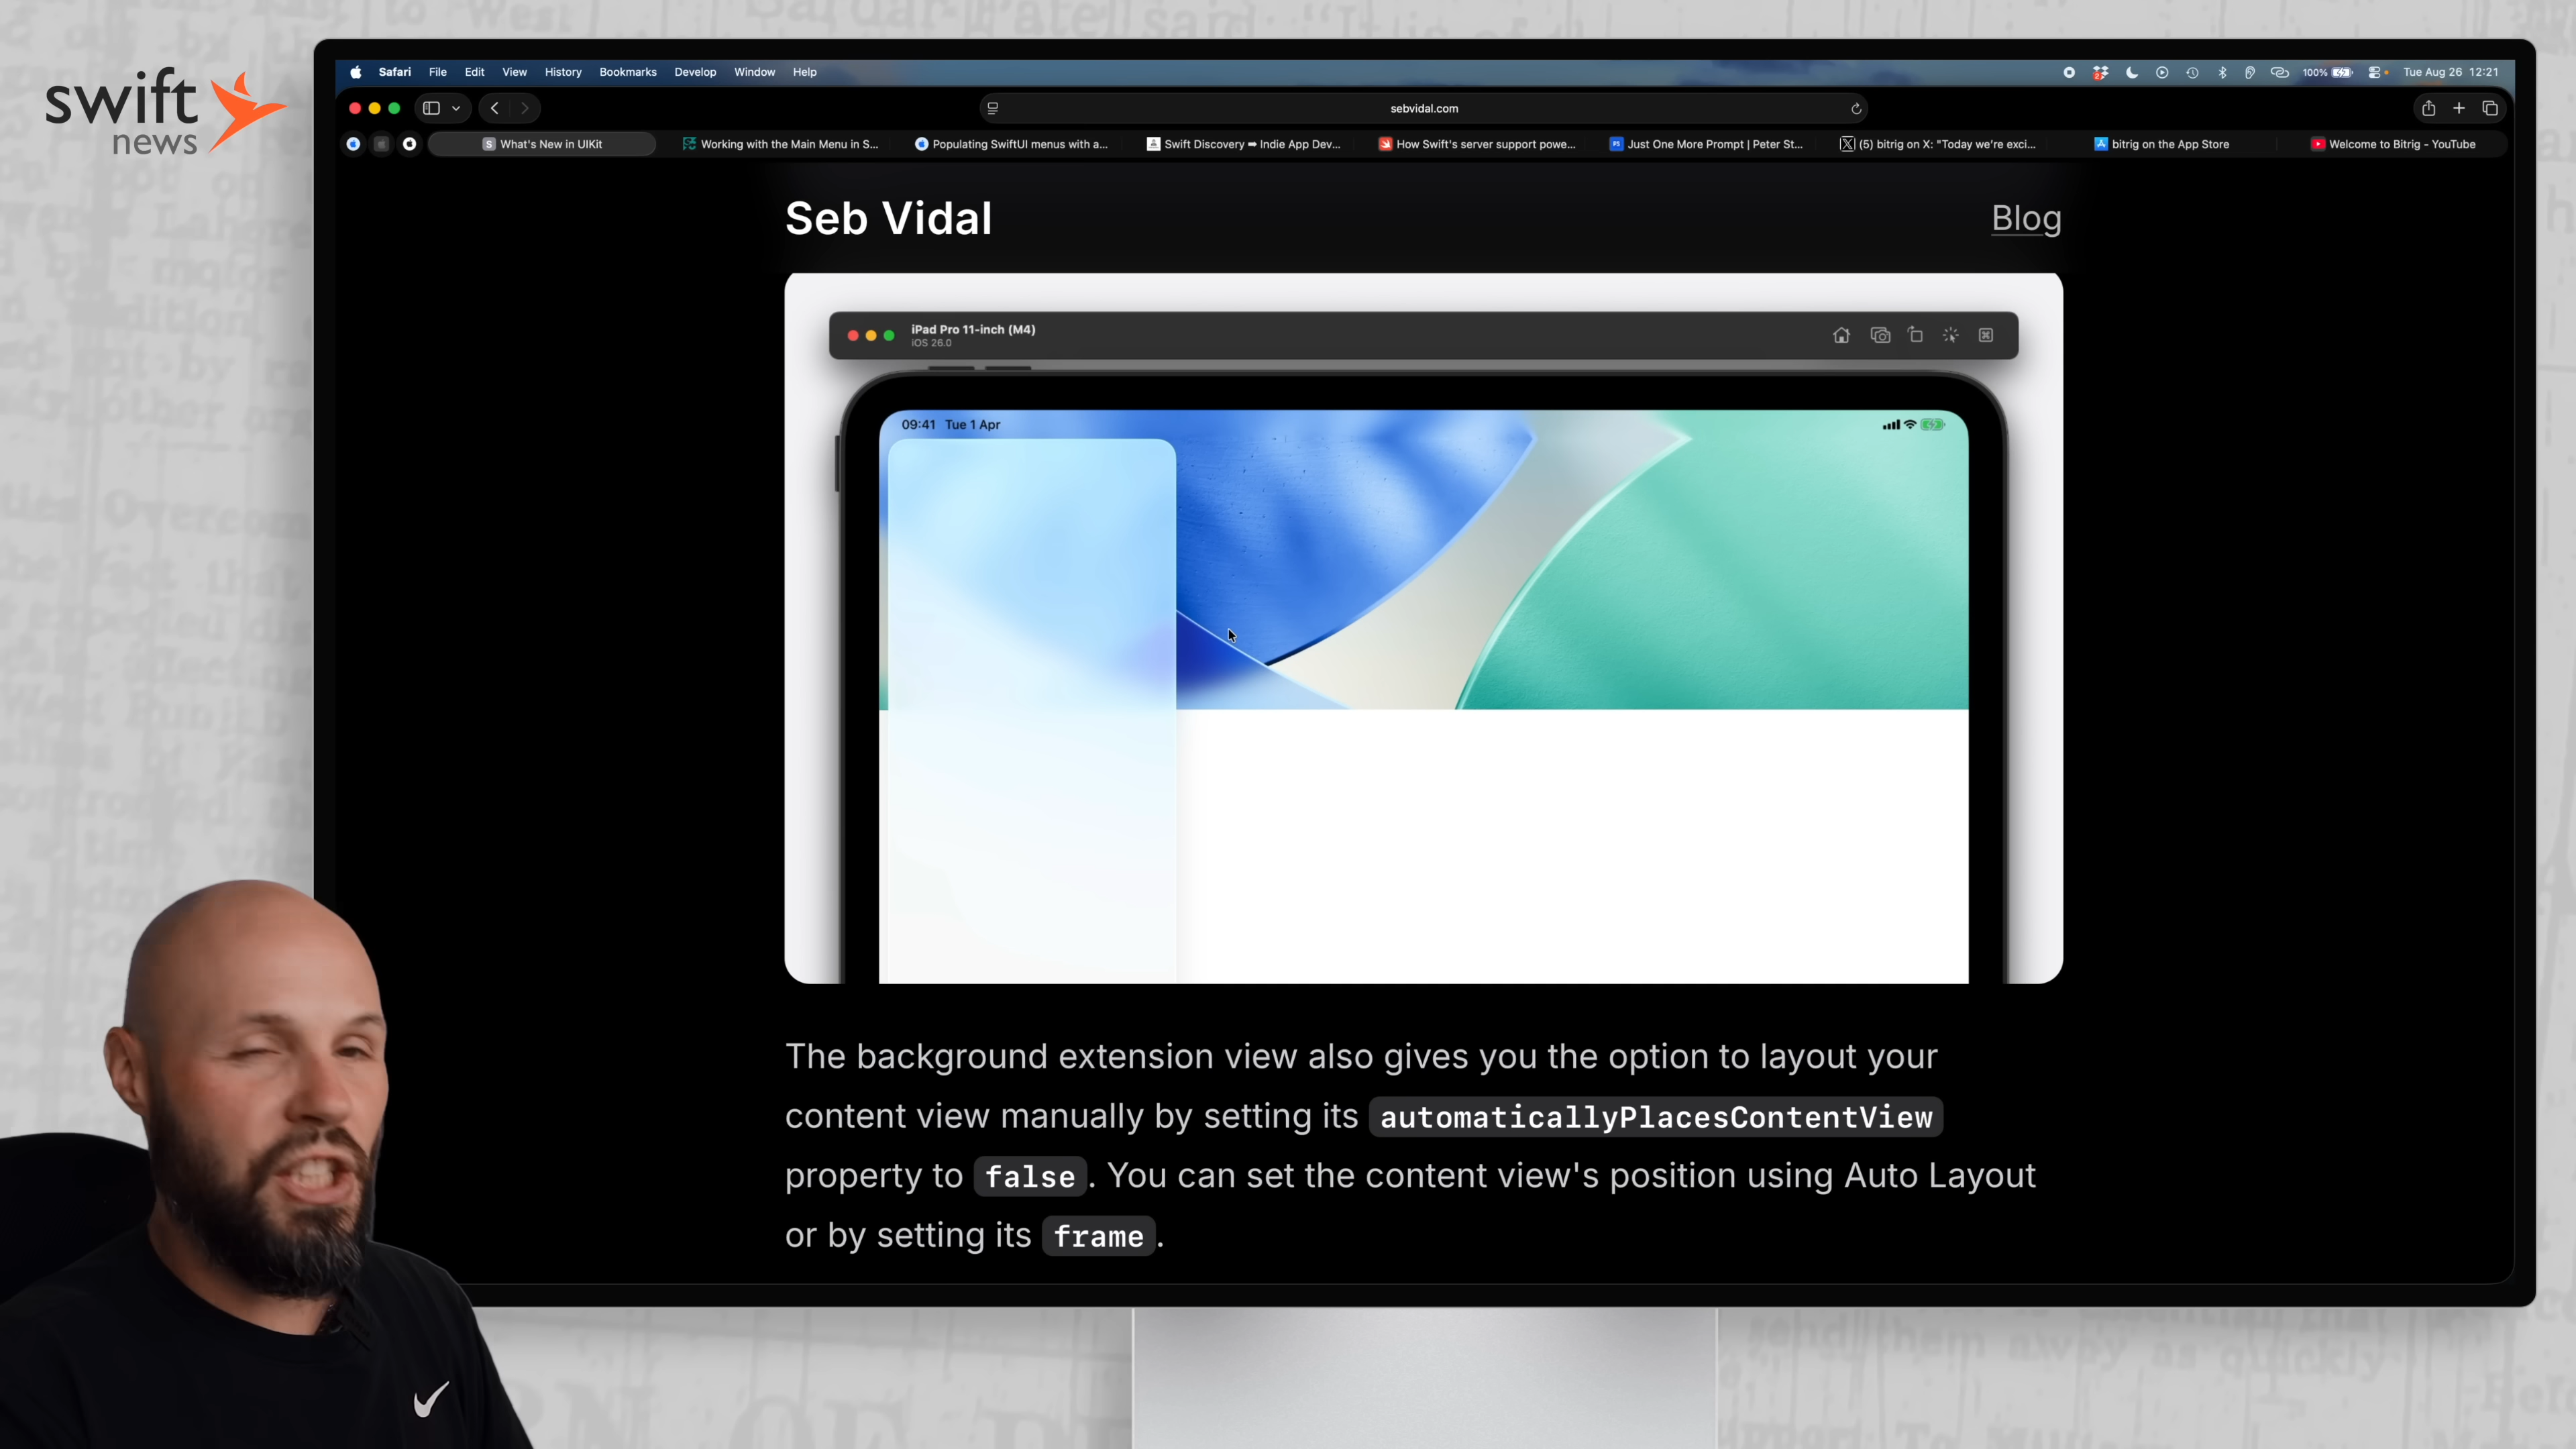 swift
news
Safari File Edit View History Bookmarks Develop Window Help
100% Tue Aug 26 12:21
sebvidal.com
What's New in UIKit
Working with the Main Menu in S...
Populating SwiftUI menus with a...
Swift Discovery ➡ Indie App Dev...
How Swift's server support powe...
Just One More Prompt | Peter St...
(5) bitrig on X: "Today we're exci...
bitrig on the App Store
Welcome to Bitrig - YouTube
Seb Vidal
Blog
iPad Pro 11-inch (M4)
iOS 26.0
09:41 Tue 1 Apr
The background extension view also gives you the option to layout your
content view manually by setting its automaticallyPlacesContentView
property to false. You can set the content view's position using Auto Layout
or by setting its frame.